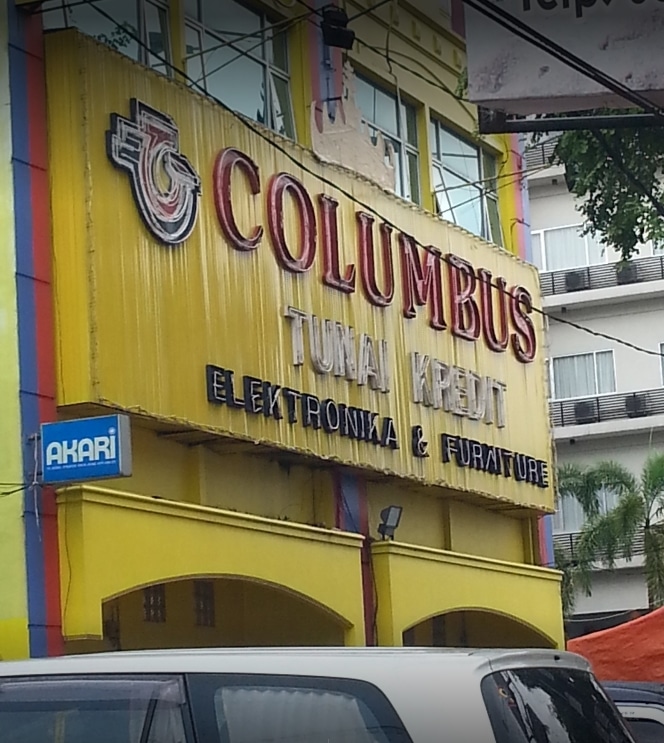 COLUMBUS
TUNAI KREDIT
ELEKTRONIKA & FURNITURE
AKARI